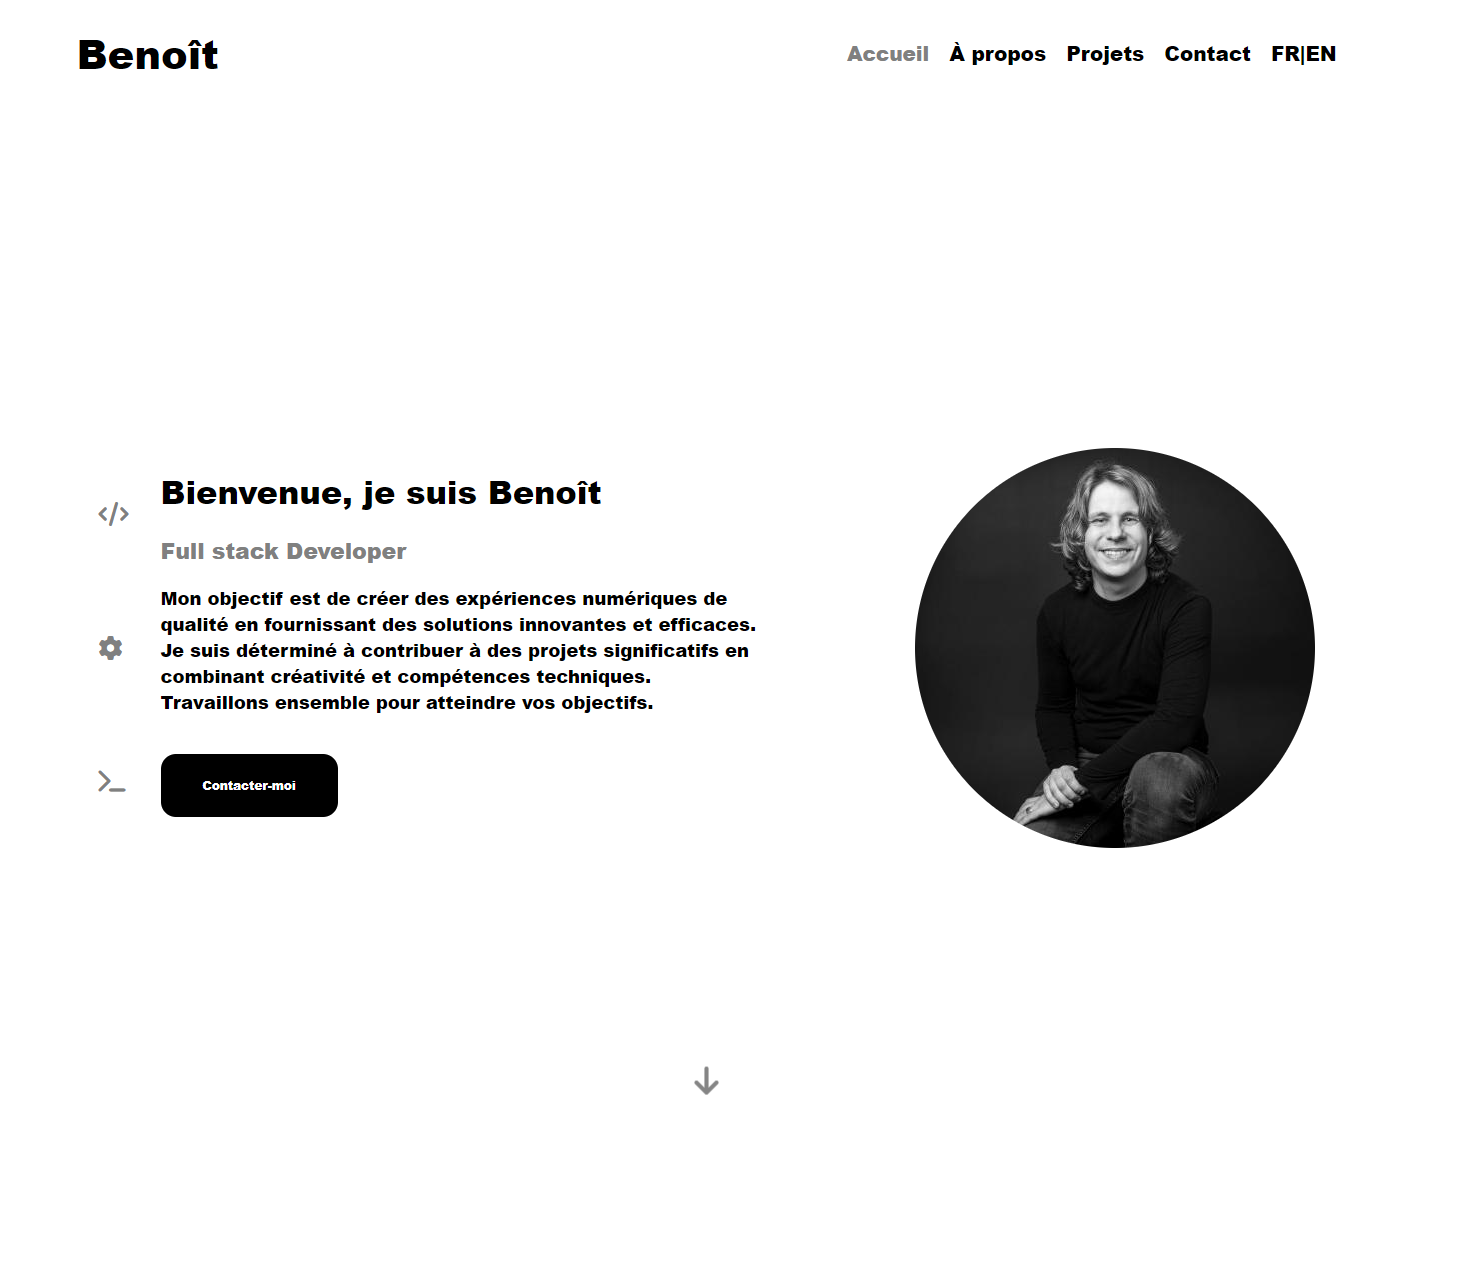 Benoît
Accueil À propos Projets Contact FR|EN
Bienvenue, je suis Benoît
Full stack Developer
Mon objectif est de créer des expériences numériques de
qualité en fournissant des solutions innovantes et efficaces.
Je suis déterminé à contribuer à des projets significatifs en
combinant créativité et compétences techniques.
Travaillons ensemble pour atteindre vos objectifs.
Contacter-moi